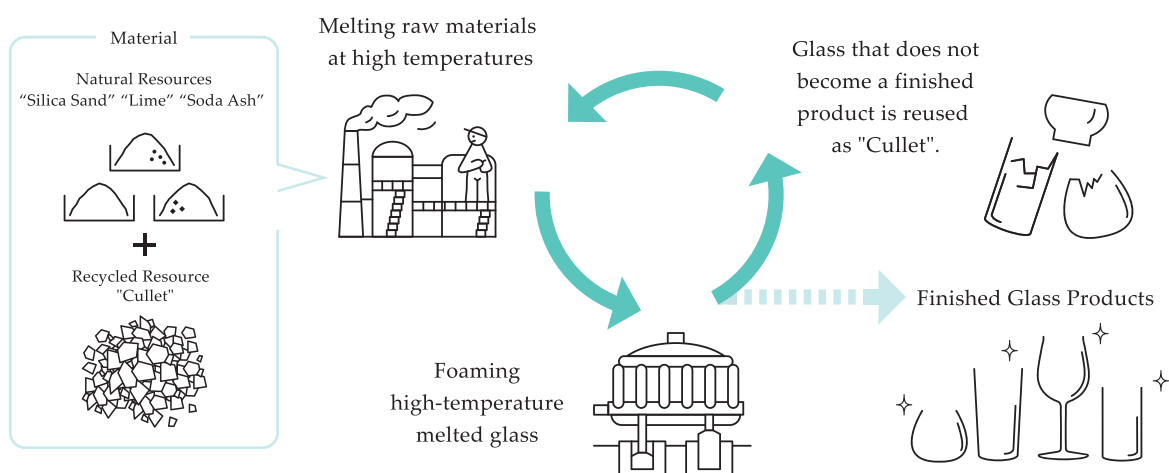 Material
Natural Resources
“Silica Sand” “Lime” “Soda Ash”
Recycled Resource
"Cullet"
Melting raw materials
at high temperatures
Glass that does not
become a finished
product is reused
as "Cullet".
Foaming
high-temperature
melted glass
Finished Glass Products